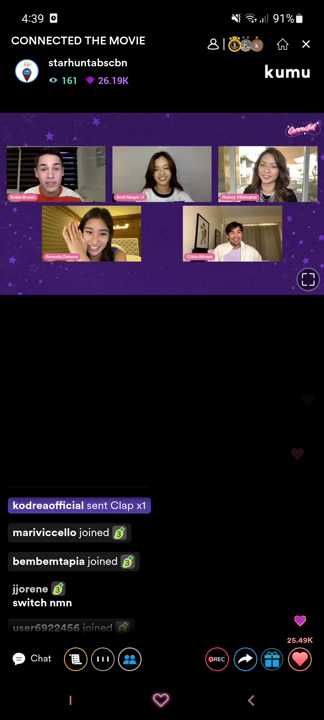 4:39
91%
CONNECTED THE MOVIE
starhuntabscbn
161
26.19K
kumu
Connected
Kobie Brown
Andi Abaya
Quincy Villanueva
Amanda Zamora
Chico Alicaya
kodreaofficial sent Clap x1
mariviccello joined
bembemtapia joined
jjorene
switch nmn
user6922456 joined
25.49K
Chat
REC